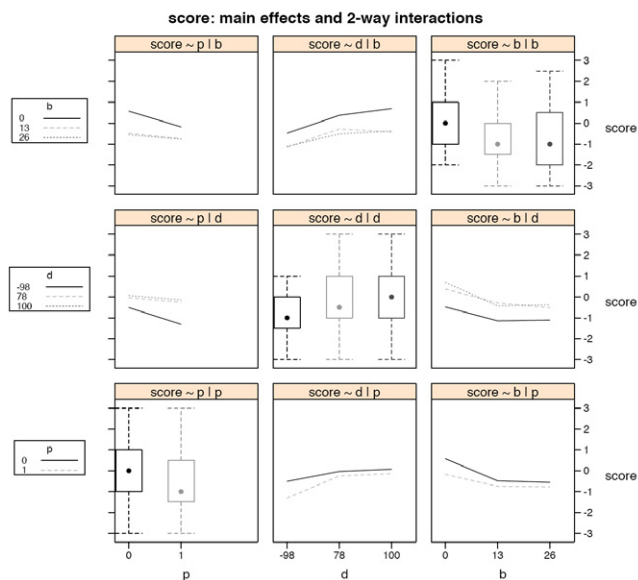 score: main effects and 2-way interactions
score ~ p | b
score ~ d | b
score ~ b | b
b
0
13
26
3
2
1
0
-1
-2
-3
score
score ~ p | d
score ~ d | d
score ~ b | d
d
-98
78
100
3
2
1
0
-1
-2
-3
score
score ~ p | p
score ~ d | p
score ~ b | p
p
0
1
3
2
1
0
-1
-2
-3
score
0 1
-98 78 100
0 13 26
p
d
b